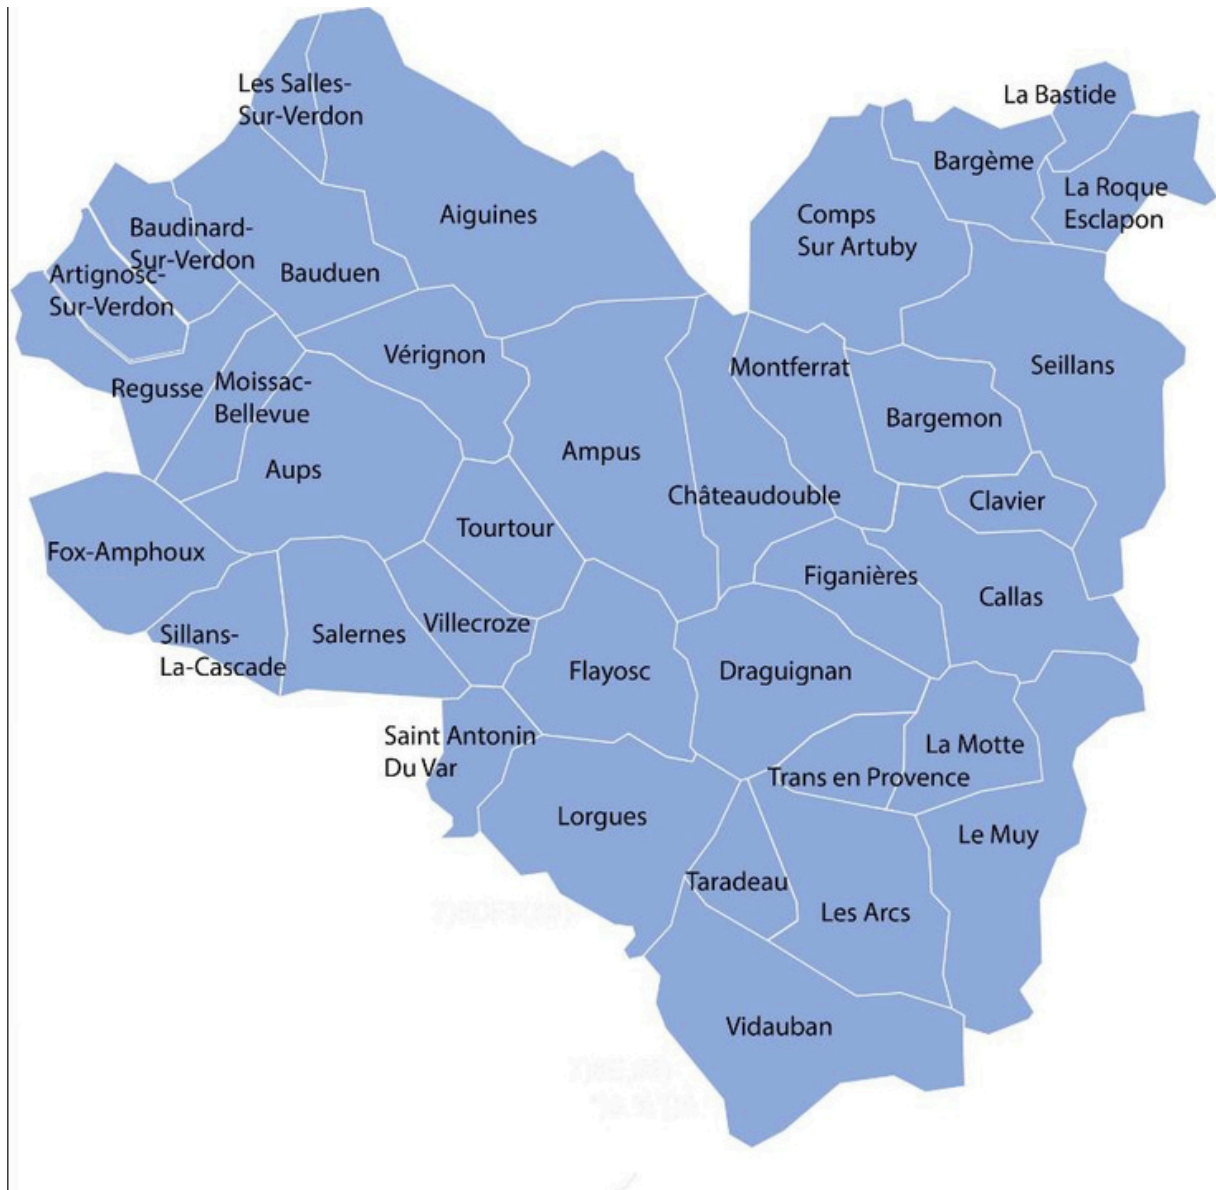 Les Salles-
Sur-Verdon
La Bastide
Bargème
La Roque
Esclapon
Aiguines
Comps
Sur Artuby
Baudinard-
Sur-Verdon
Bauduen
Artignosc-
Sur-Verdon
Vérignon
Montferrat
Seillans
Regusse
Moissac-
Bellevue
Bargemon
Ampus
Aups
Châteaudouble
Clavier
Tourtour
Fox-Amphoux
Figanières
Callas
Villecroze
Sillans-
La-Cascade
Salernes
Flayosc
Draguignan
Saint Antonin
Du Var
La Motte
Trans en Provence
Lorgues
Le Muy
Taradeau
Les Arcs
Vidauban